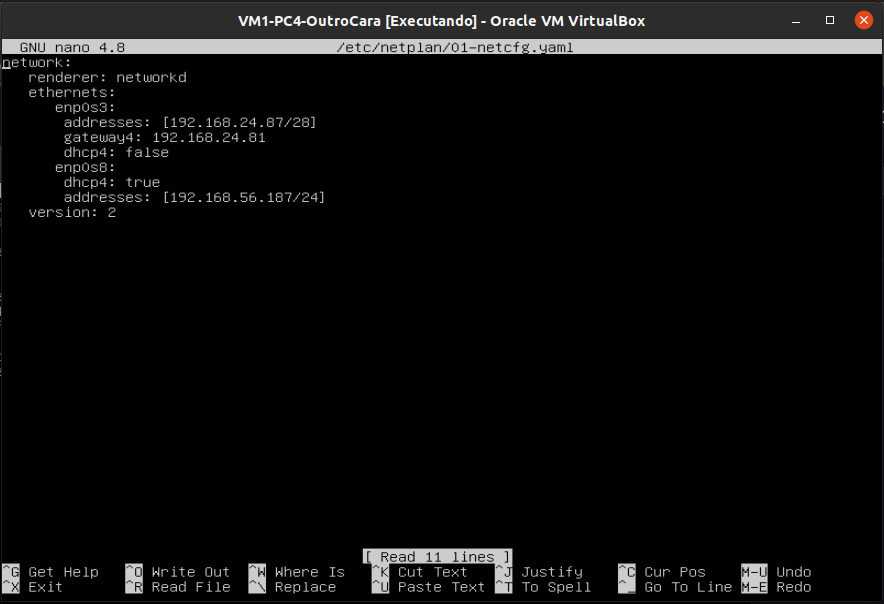 VM1-PC4-OutroCara [Executando] - Oracle VM VirtualBox
GNU nano 4.8 /etc/netplan/01-netcfg.yaml
network:
renderer: networkd
ethernets:
enp0s3:
addresses: [192.168.24.87/28]
gateway4: 192.168.24.81
dhcp4: false
enp0s8:
dhcp4: true
addresses: [192.168.56.187/24]
version: 2
[ Read 11 lines ]
^G Get Help ^O Write Out ^W Where Is ^K Cut Text ^J Justify ^C Cur Pos M-U Undo
^X Exit ^R Read File ^\ Replace ^U Paste Text ^T To Spell ^_ Go To Line M-E Redo